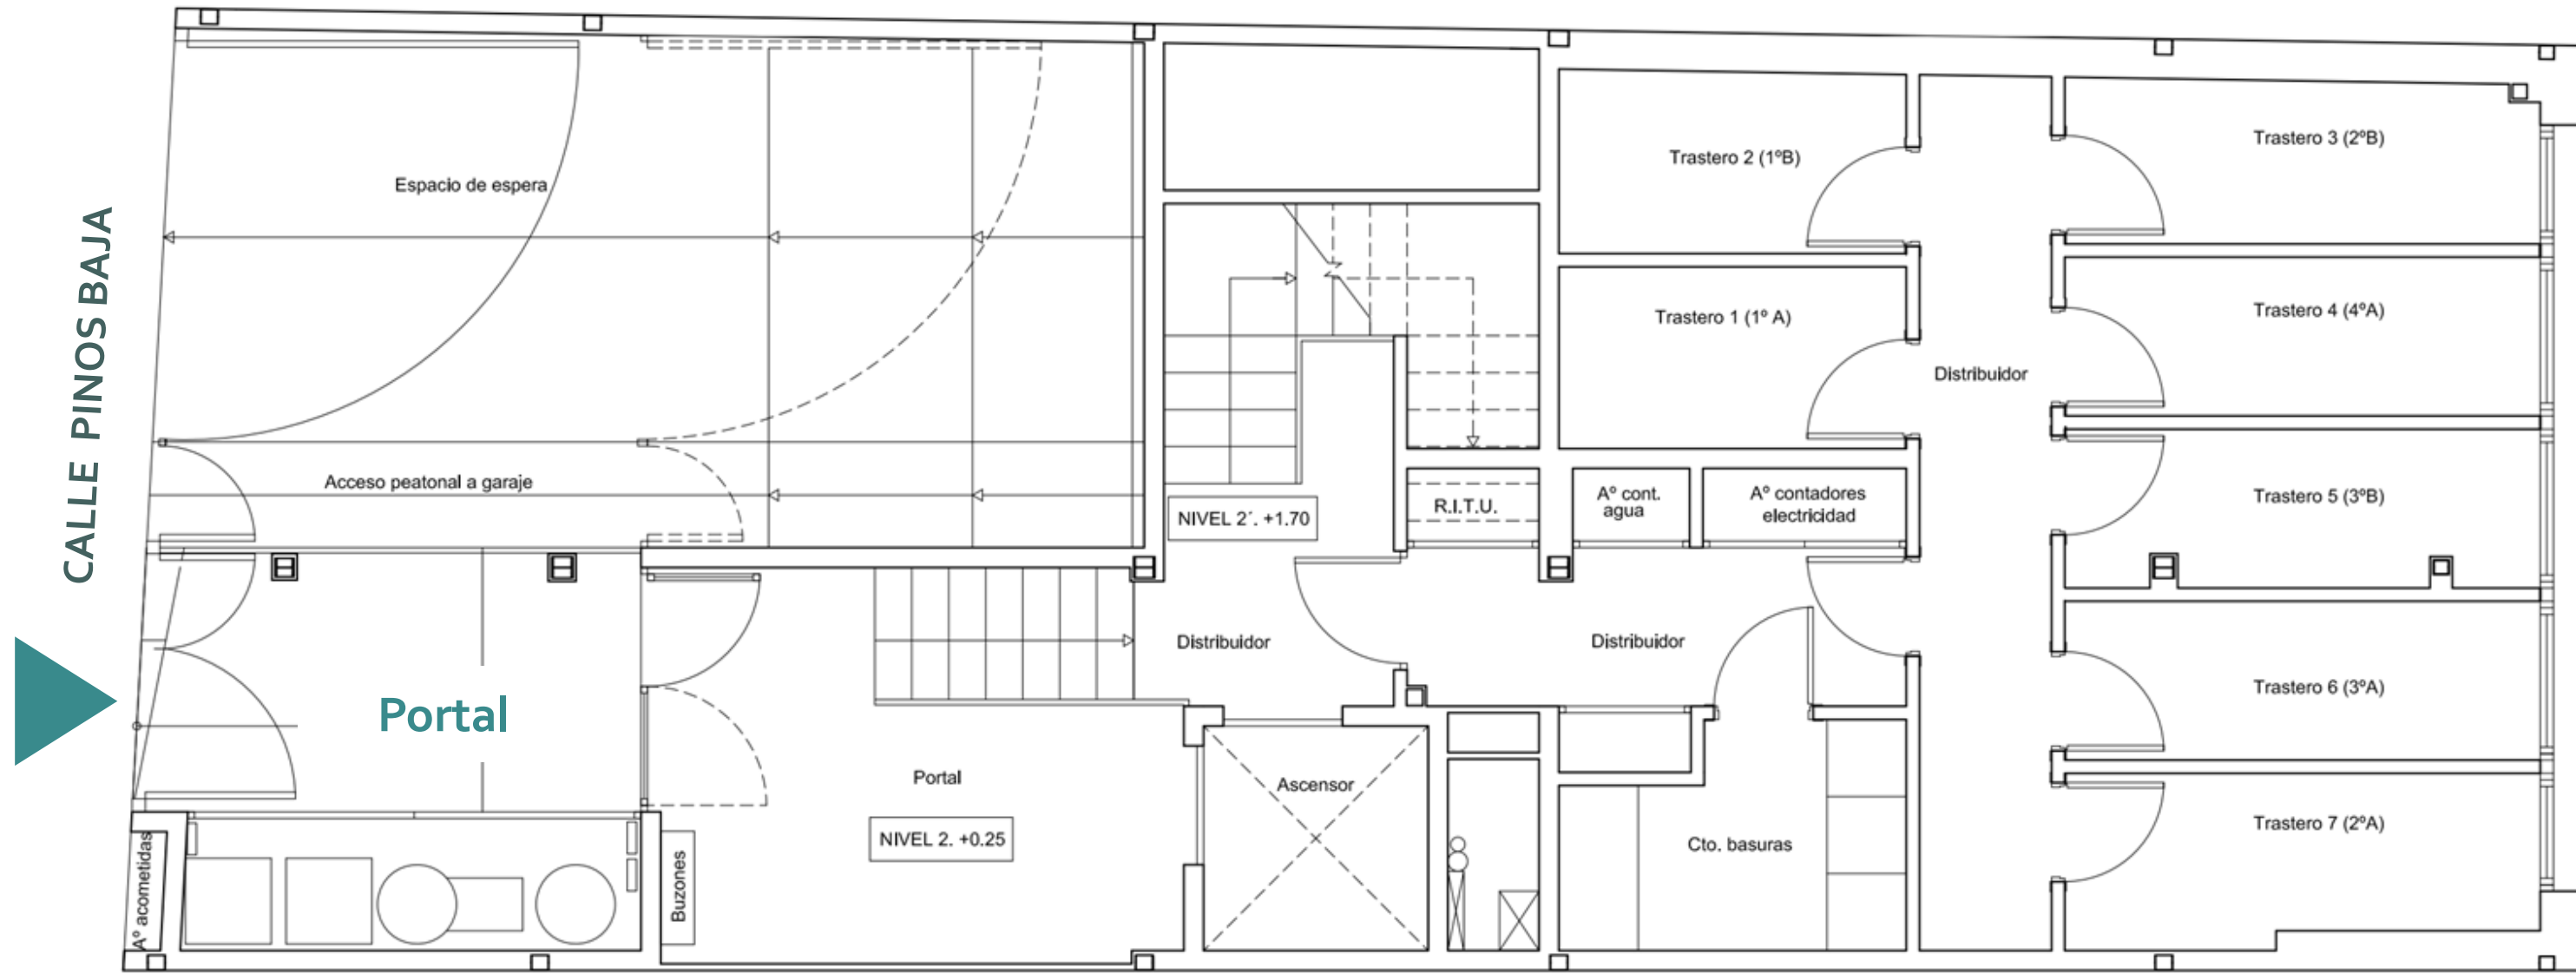 CALLE PINOS BAJA
Espacio de espera
Acceso peatonal a garaje
Portal
Aº acometidas
Buzones
Portal
NIVEL 2. +0.25
NIVEL 2´. +1.70
Distribuidor
Ascensor
R.I.T.U.
Aº cont.
agua
Aº contadores
electricidad
Distribuidor
Cto. basuras
Trastero 2 (1ºB)
Trastero 1 (1º A)
Distribuidor
Trastero 3 (2ºB)
Trastero 4 (4ºA)
Trastero 5 (3ºB)
Trastero 6 (3ºA)
Trastero 7 (2ºA)